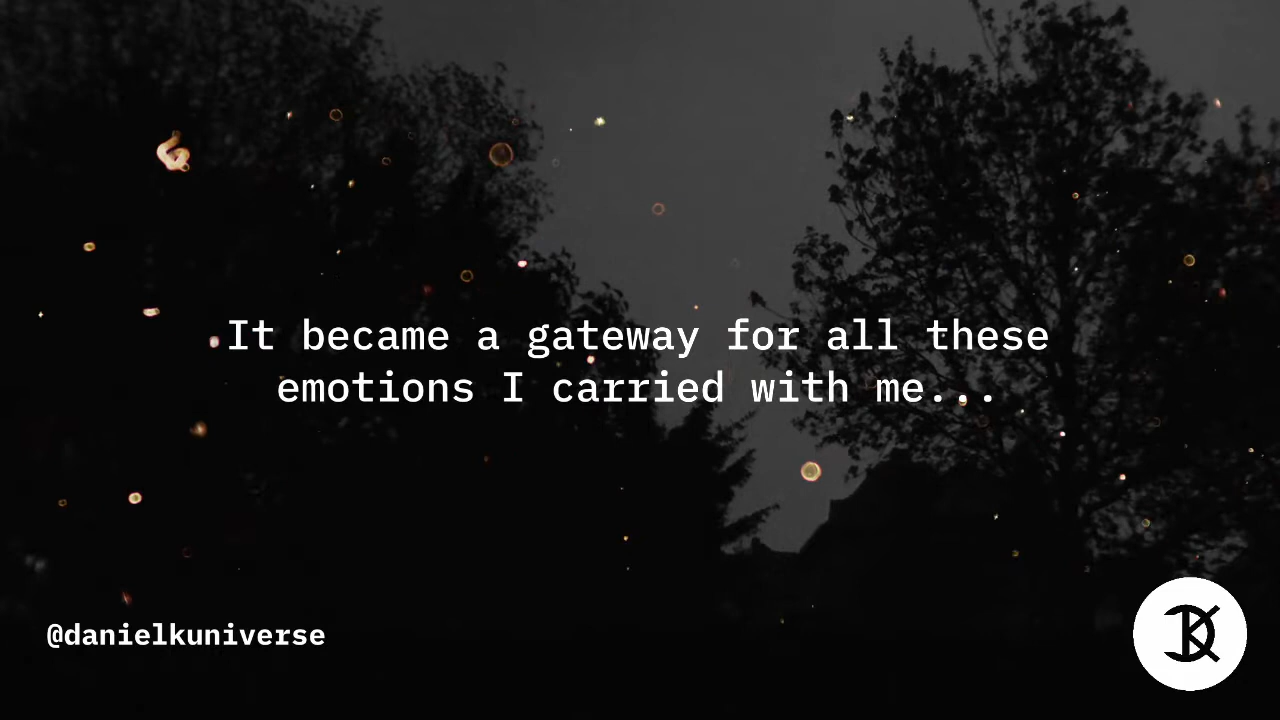 It became a gateway for all these
emotions I carried with me...
@danielkuniverse